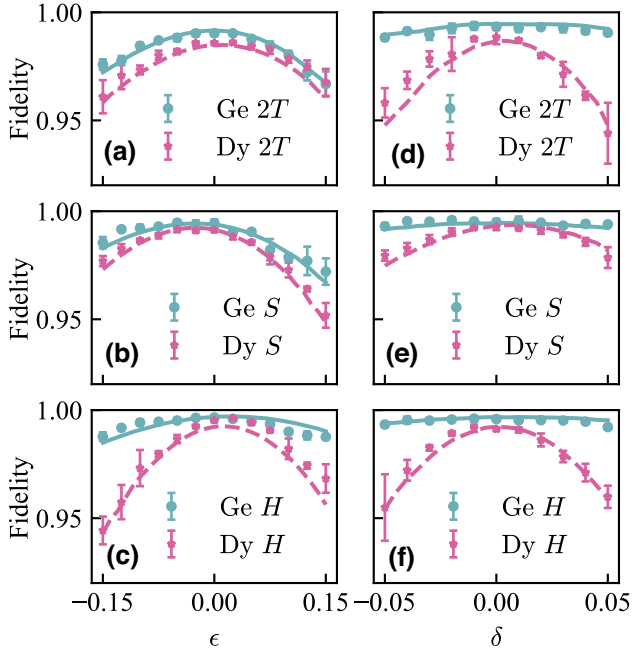 1.00
0.95
Fidelity
Ge 2T
Dy 2T
(a)
Ge 2T
Dy 2T
(d)
1.00
0.95
Fidelity
Ge S
Dy S
(b)
Ge S
Dy S
(e)
1.00
0.95
Fidelity
Ge H
Dy H
(c)
Ge H
Dy H
(f)
−0.15 0.00 0.15
ϵ
−0.05 0.00 0.05
δ